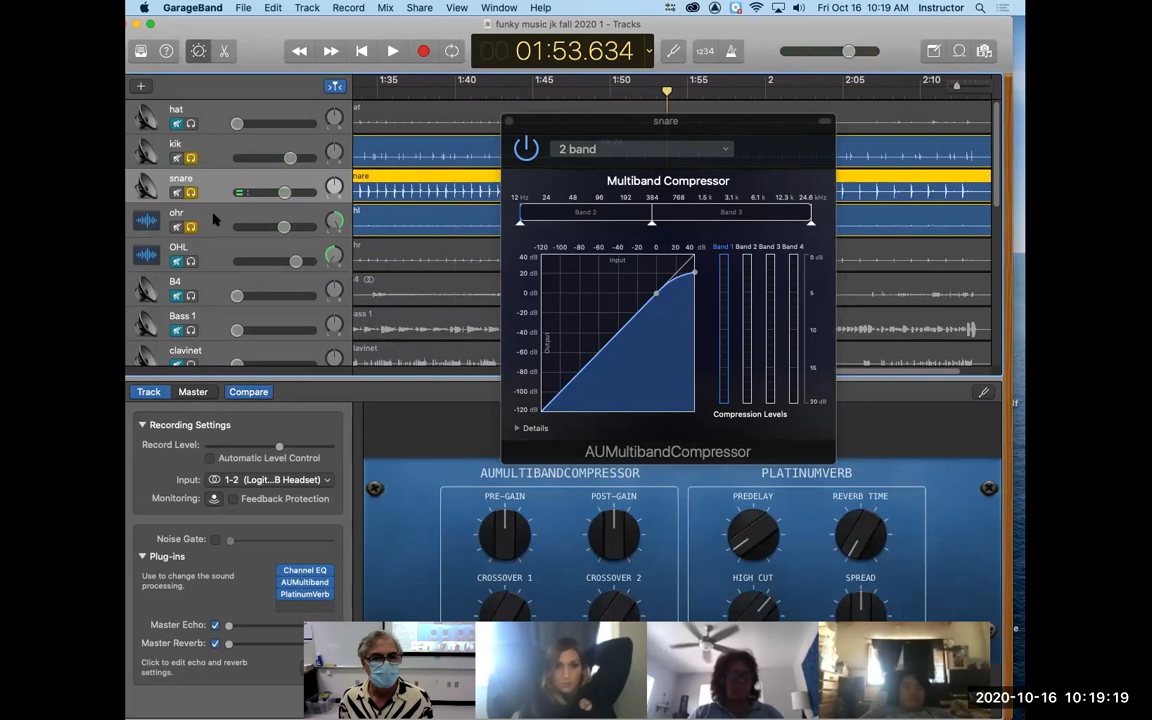 GarageBand File Edit Track Record Mix Share View Window Help Fri Oct 16 10:19 AM Instructor
funky music jk fall 2020 1 - Tracks
00 01:53.634 1234
1:35 1:40 1:45 1:50 1:55 2 2:05 2:10
hat
kik
snare
ohr
OHL
B4
Bass 1
clavinet
at
nare
hl
hr
4
Bass 1
lavinet
snare
2 band
Multiband Compressor
12 Hz 24 48 96 192 384 768 1.5 k 3.1 k 6.1 k 12.3 k 24.6 kHz
Band 2 Band 3
-120 -100 -80 -60 -40 -20 0 20 40 dB
Band 1 Band 2 Band 3 Band 4
Input
Output
40 dB
20 dB
0 dB
-20 dB
-40 dB
-60 dB
-80 dB
-100 dB
-120 dB
0 dB
5
10
15
20 dB
Compression Levels
Details
AUMultibandCompressor
Track Master Compare
Recording Settings
Record Level:
Automatic Level Control
Input: 1-2 (Logit...B Headset)
Monitoring: Feedback Protection
Noise Gate:
Plug-ins
Use to change the sound
processing.
Channel EQ
AUMultiband
PlatinumVerb
Master Echo:
Master Reverb:
Click to edit echo and reverb
settings.
AUMULTIBANDCOMPRESSOR PLATINUMVERB
PRE-GAIN POST-GAIN PREDELAY REVERB TIME
CROSSOVER 1 CROSSOVER 2 HIGH CUT SPREAD
2020-10-16 10:19:19